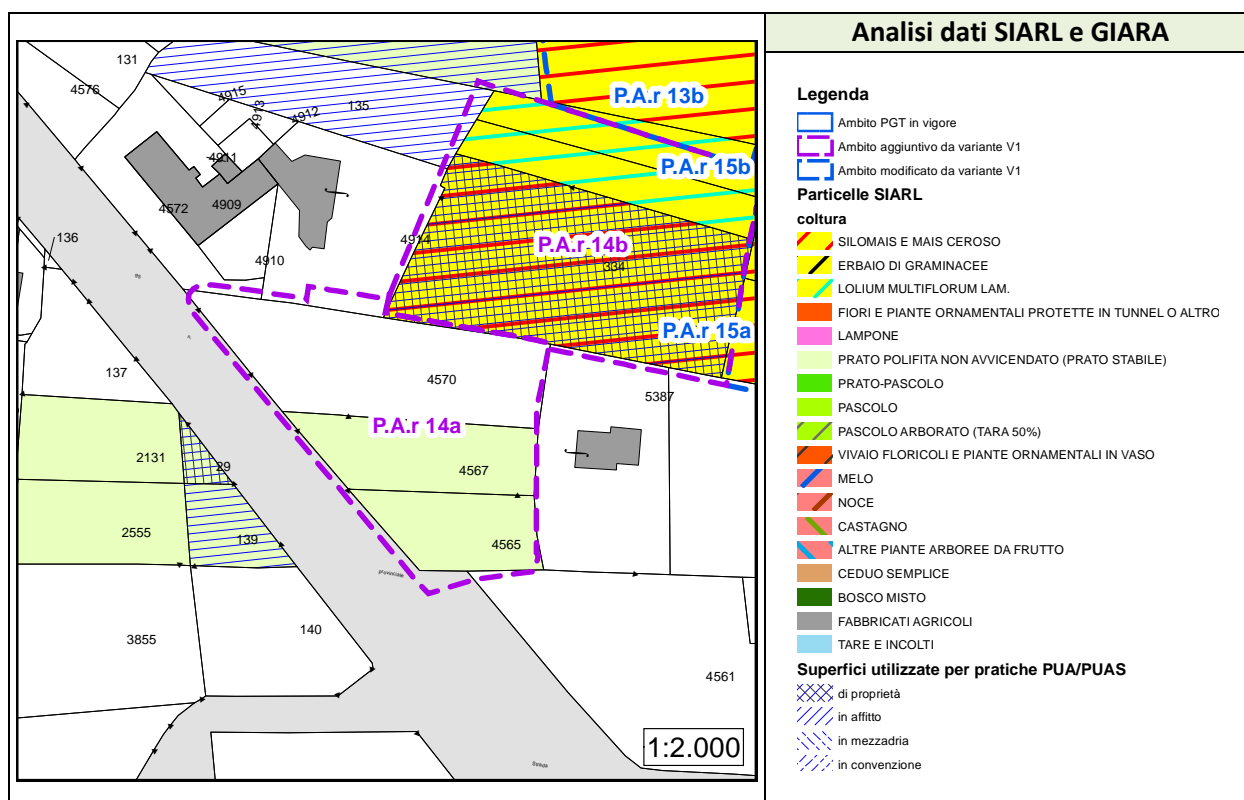 Analisi dati SIARL e GIARA
131
4576
4915
4913
4912
135
4911
4572
4909
4914
4910
136
137
P.A.r 13b
P.A.r 15b
P.A.r 14b
334
P.A.r 15a
4570
5387
P.A.r 14a
2131
29
4567
2555
139
4565
provinciale
3855
140
4561
Strada
1:2.000
Legenda
Ambito PGT in vigore
Ambito aggiuntivo da variante V1
Ambito modificato da variante V1
Particelle SIARL
coltura
SILOMAIS E MAIS CEROSO
ERBAIO DI GRAMINACEE
LOLIUM MULTIFLORUM LAM.
FIORI E PIANTE ORNAMENTALI PROTETTE IN TUNNEL O ALTRO
LAMPONE
PRATO POLIFITA NON AVVICENDATO (PRATO STABILE)
PRATO-PASCOLO
PASCOLO
PASCOLO ARBORATO (TARA 50%)
VIVAIO FLORICOLI E PIANTE ORNAMENTALI IN VASO
MELO
NOCE
CASTAGNO
ALTRE PIANTE ARBOREE DA FRUTTO
CEDUO SEMPLICE
BOSCO MISTO
FABBRICATI AGRICOLI
TARE E INCOLTI
Superfici utilizzate per pratiche PUA/PUAS
di proprietà
in affitto
in mezzadria
in convenzione